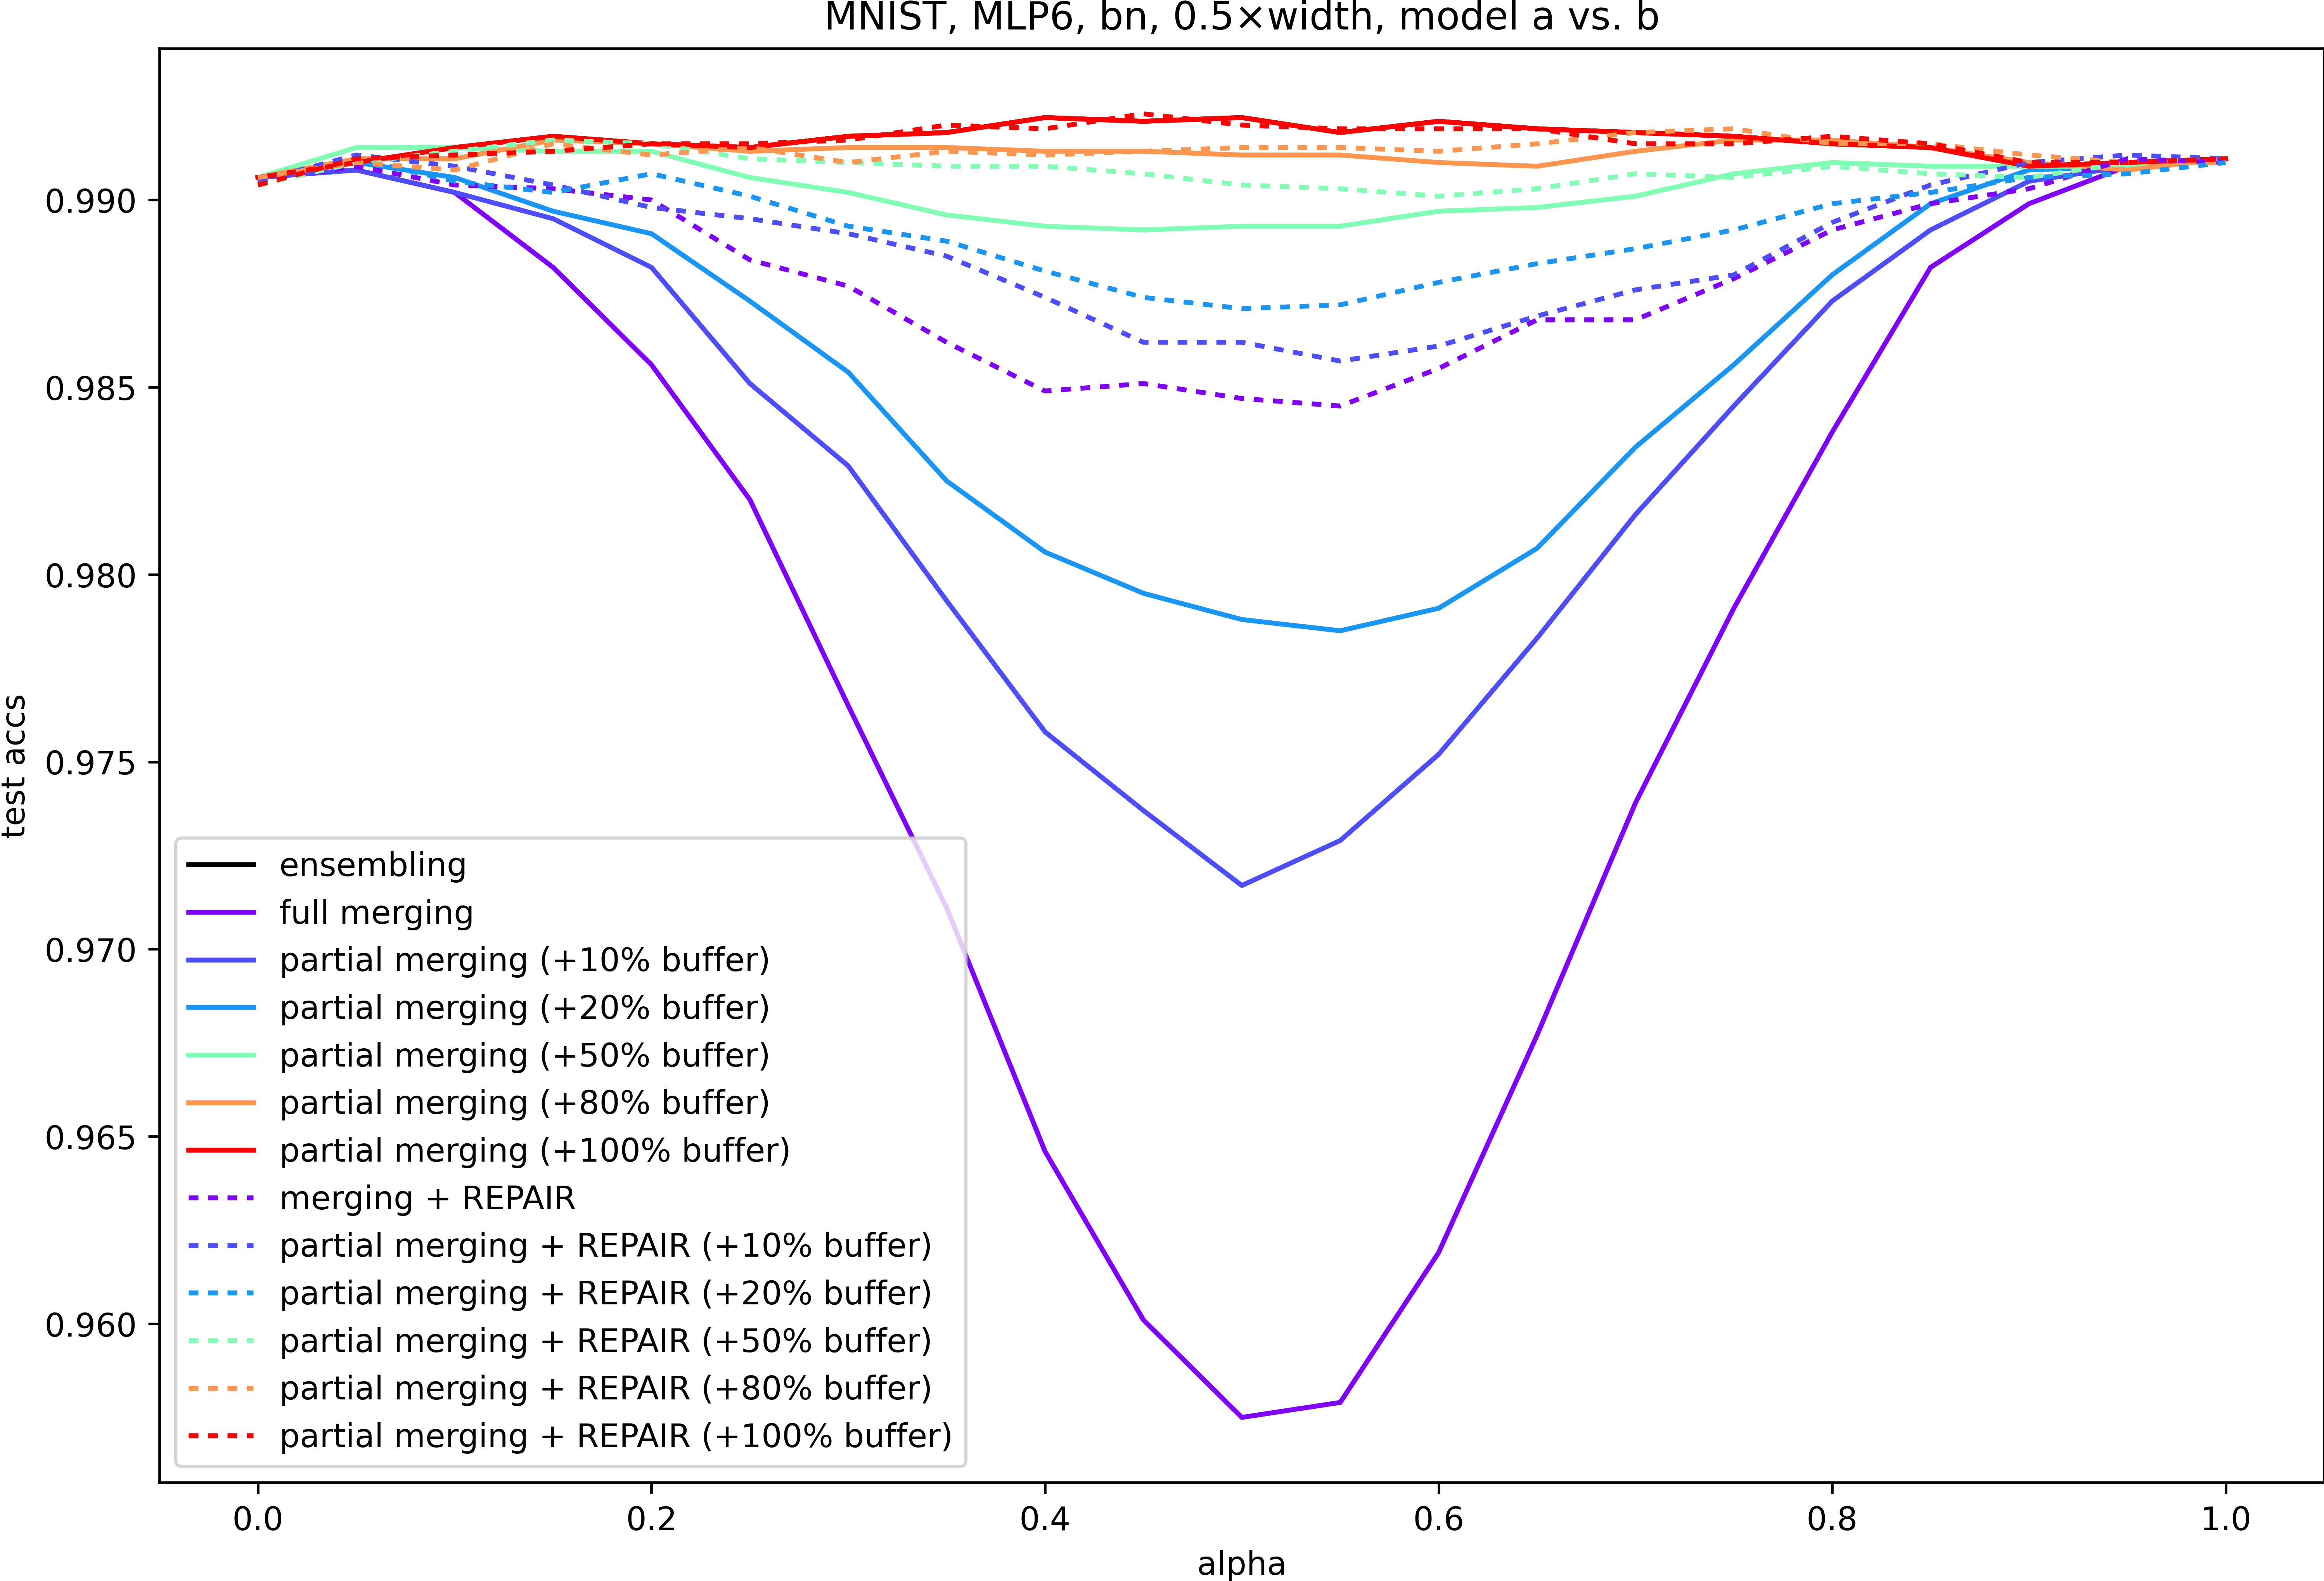 MNIST, MLP6, bn, 0.5×width, model a vs. b
0.990
0.985
0.980
0.975
0.970
0.965
0.960
test accs
ensembling
full merging
partial merging (+10% buffer)
partial merging (+20% buffer)
partial merging (+50% buffer)
partial merging (+80% buffer)
partial merging (+100% buffer)
merging + REPAIR
partial merging + REPAIR (+10% buffer)
partial merging + REPAIR (+20% buffer)
partial merging + REPAIR (+50% buffer)
partial merging + REPAIR (+80% buffer)
partial merging + REPAIR (+100% buffer)
0.0 0.2 0.4 0.6 0.8 1.0
alpha